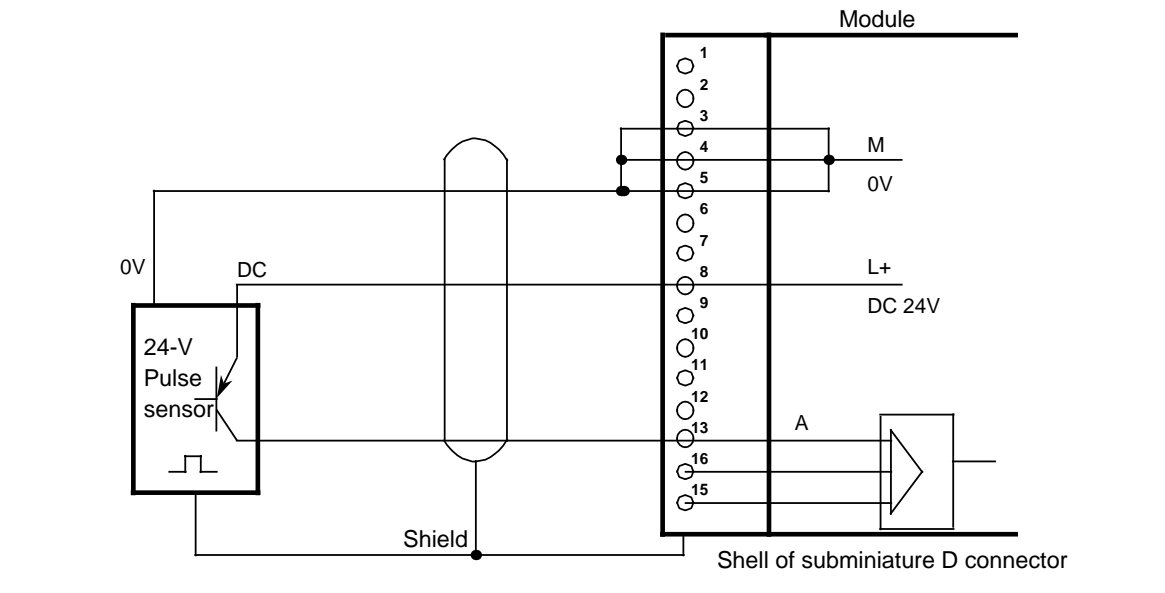 Module
1
2
3
4
M
5
0V
6
7
0V
DC
8
L+
9
DC 24V
10
24-V
Pulse
sensor
11
12
13
A
16
15
Shield
Shell of subminiature D connector